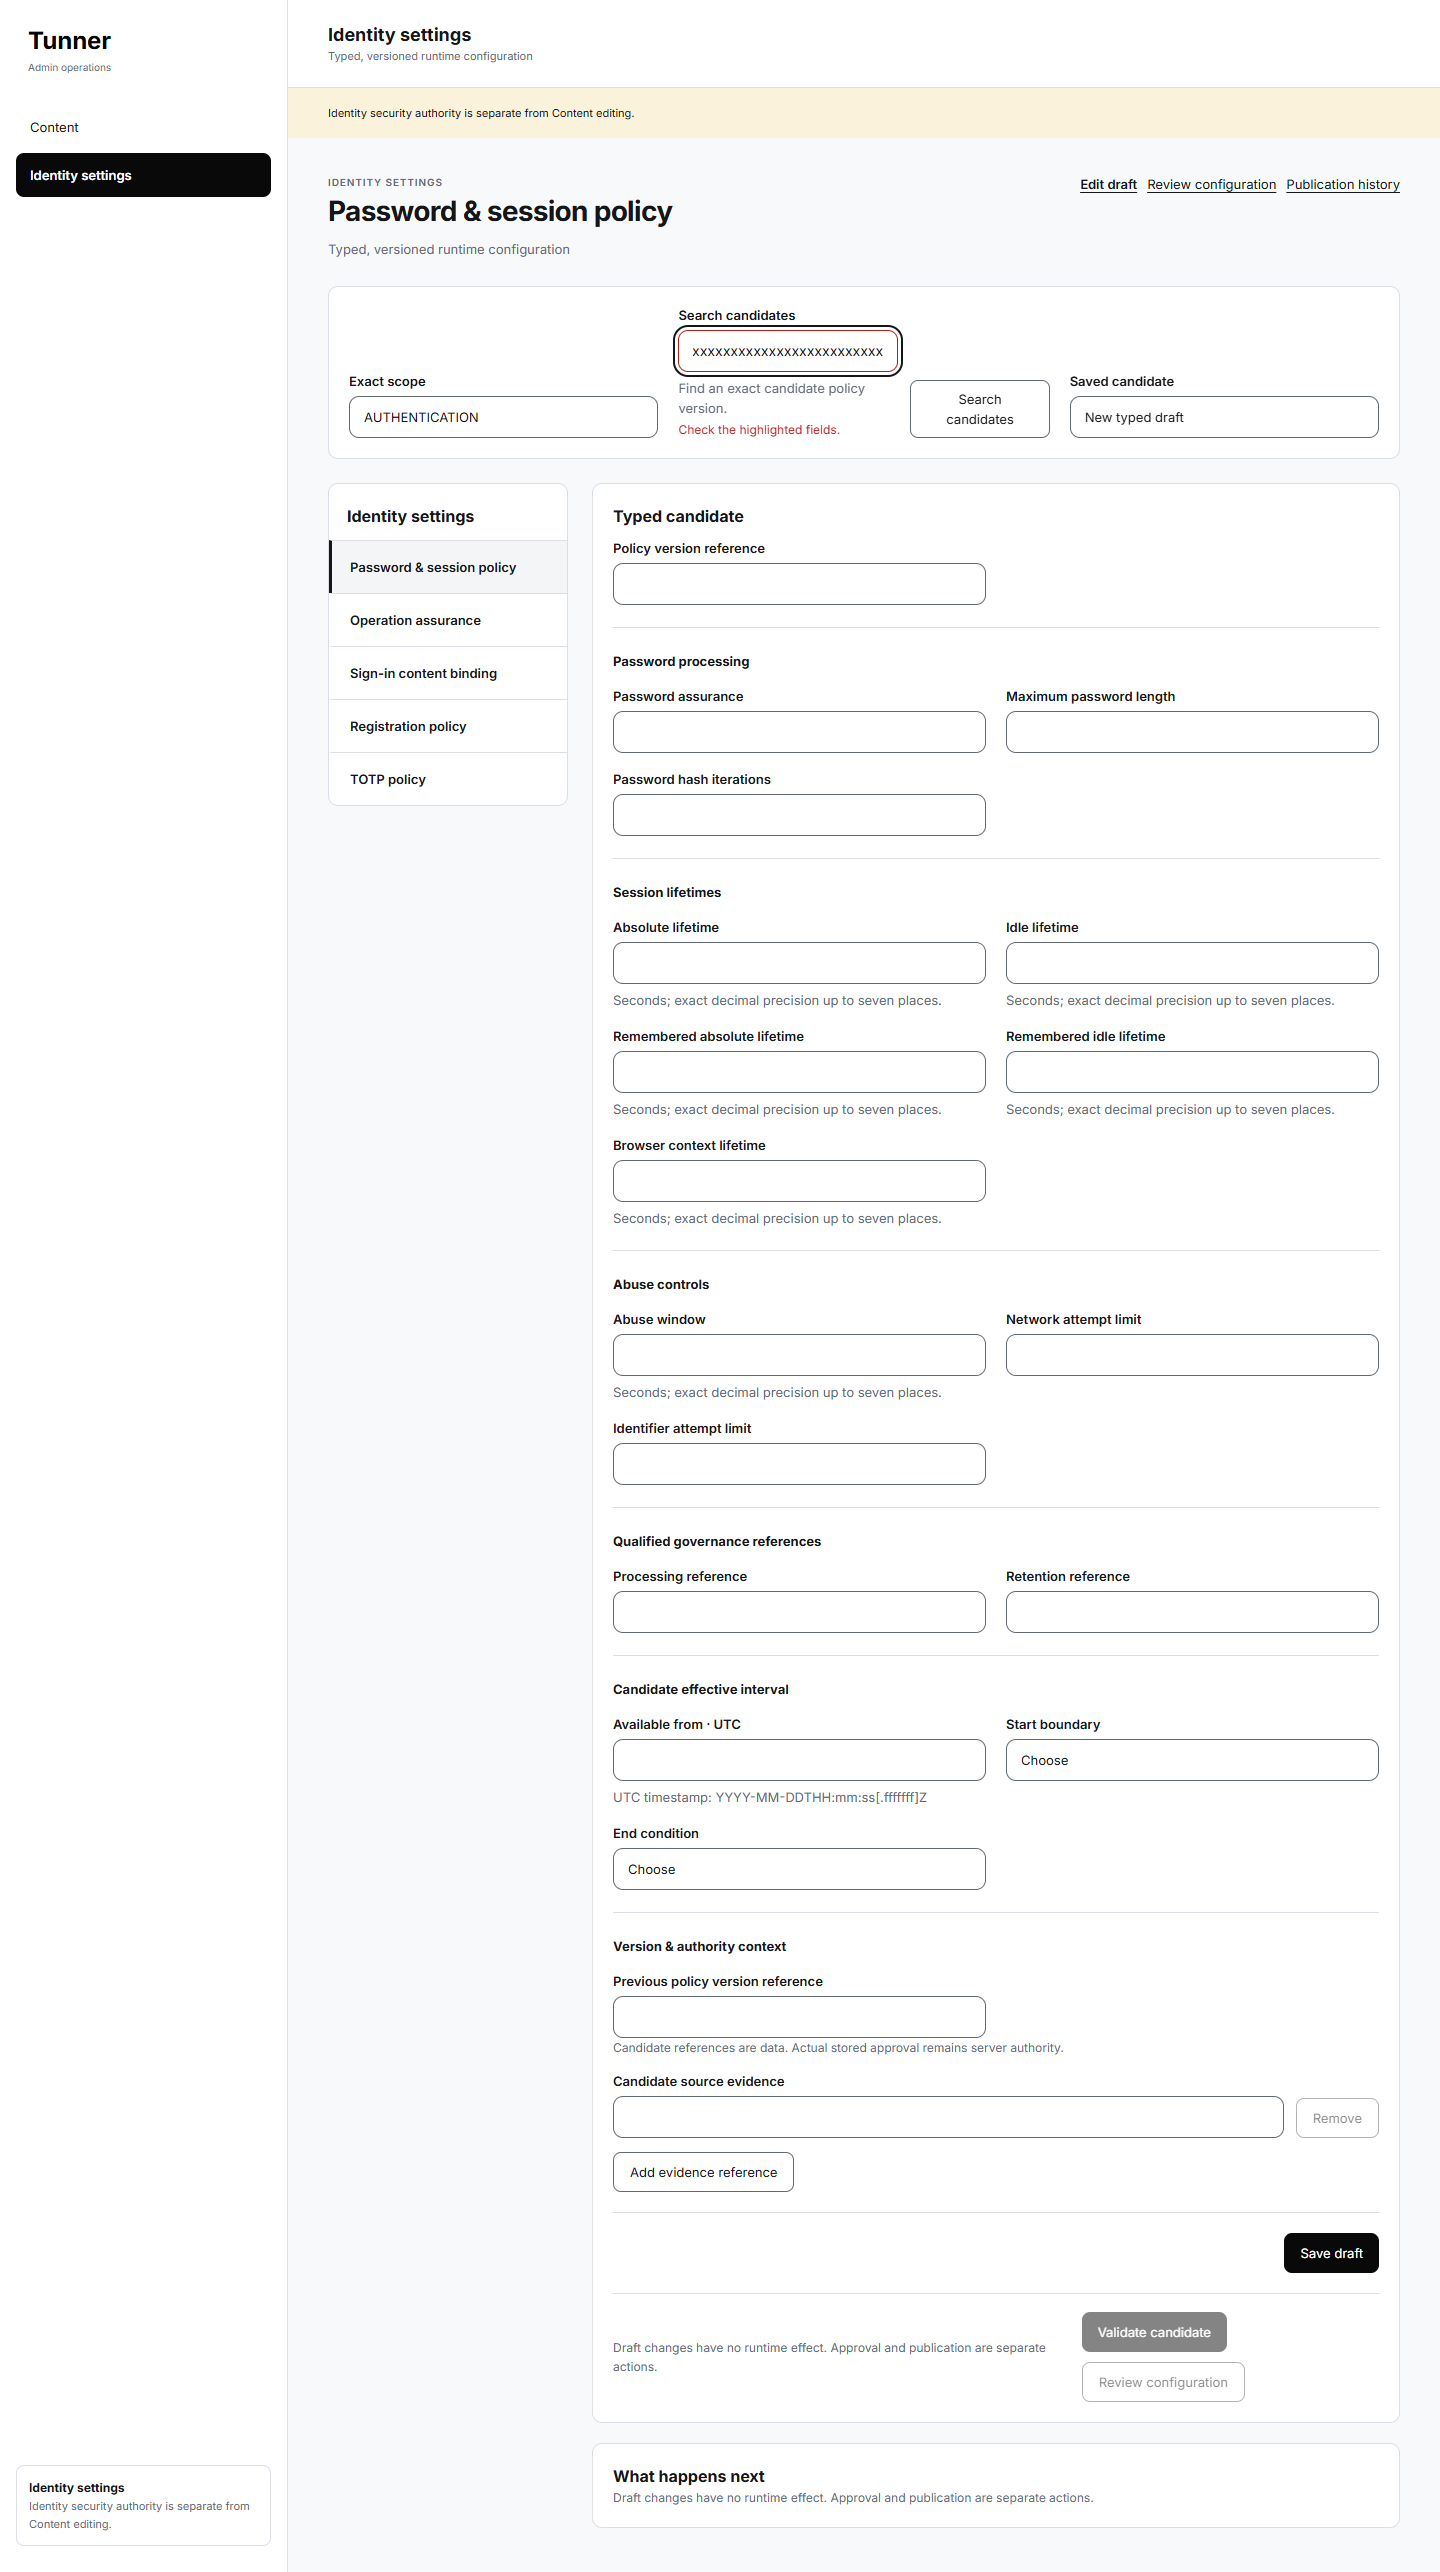 Tunner
Admin operations
Content
Identity settings
Identity settings
Identity security authority is separate from
Content editing.
Identity settings
Typed, versioned runtime configuration
Identity security authority is separate from Content editing.
IDENTITY SETTINGS
Password & session policy
Typed, versioned runtime configuration
Edit draft Review configuration Publication history
Exact scope
AUTHENTICATION
Search candidates
xxxxxxxxxxxxxxxxxxxxxxxxx
Find an exact candidate policy
version.
Check the highlighted fields.
Search
candidates
Saved candidate
New typed draft
Identity settings
Password & session policy
Operation assurance
Sign-in content binding
Registration policy
TOTP policy
Typed candidate
Policy version reference
Password processing
Password assurance
Maximum password length
Password hash iterations
Session lifetimes
Absolute lifetime
Idle lifetime
Seconds; exact decimal precision up to seven places.
Seconds; exact decimal precision up to seven places.
Remembered absolute lifetime
Remembered idle lifetime
Seconds; exact decimal precision up to seven places.
Seconds; exact decimal precision up to seven places.
Browser context lifetime
Seconds; exact decimal precision up to seven places.
Abuse controls
Abuse window
Network attempt limit
Seconds; exact decimal precision up to seven places.
Identifier attempt limit
Qualified governance references
Processing reference
Retention reference
Candidate effective interval
Available from · UTC
Start boundary
Choose
UTC timestamp: YYYY-MM-DDTHH:mm:ss[.fffffff]Z
End condition
Choose
Version & authority context
Previous policy version reference
Candidate references are data. Actual stored approval remains server authority.
Candidate source evidence
Remove
Add evidence reference
Save draft
Draft changes have no runtime effect. Approval and publication are separate
actions.
Validate candidate
Review configuration
What happens next
Draft changes have no runtime effect. Approval and publication are separate actions.